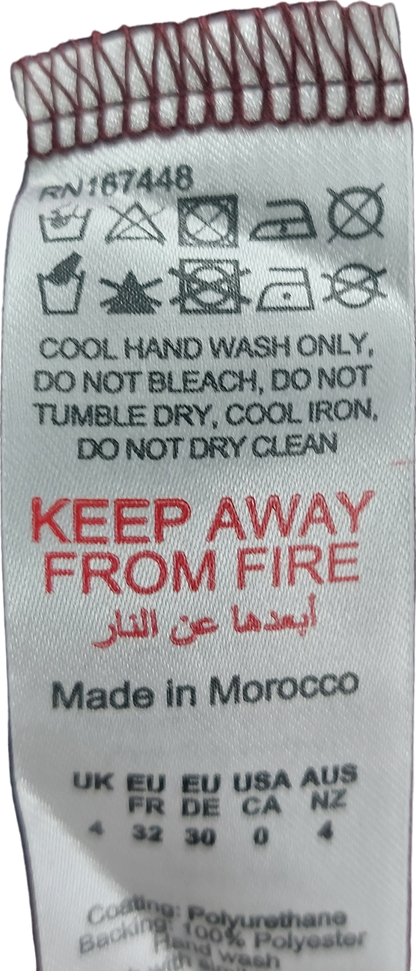 RN167448
COOL HAND WASH ONLY,
DO NOT BLEACH, DO NOT
TUMBLE DRY, COOL IRON,
DO NOT DRY CLEAN
KEEP AWAY
FROM FIRE
أبعدها عن النار
Made in Morocco
UK EU EU USA AUS
FR DE CA NZ
4 32 30 0 4
Coating: Polyurethane
Backing: 100% Polyester
Hand wash
with